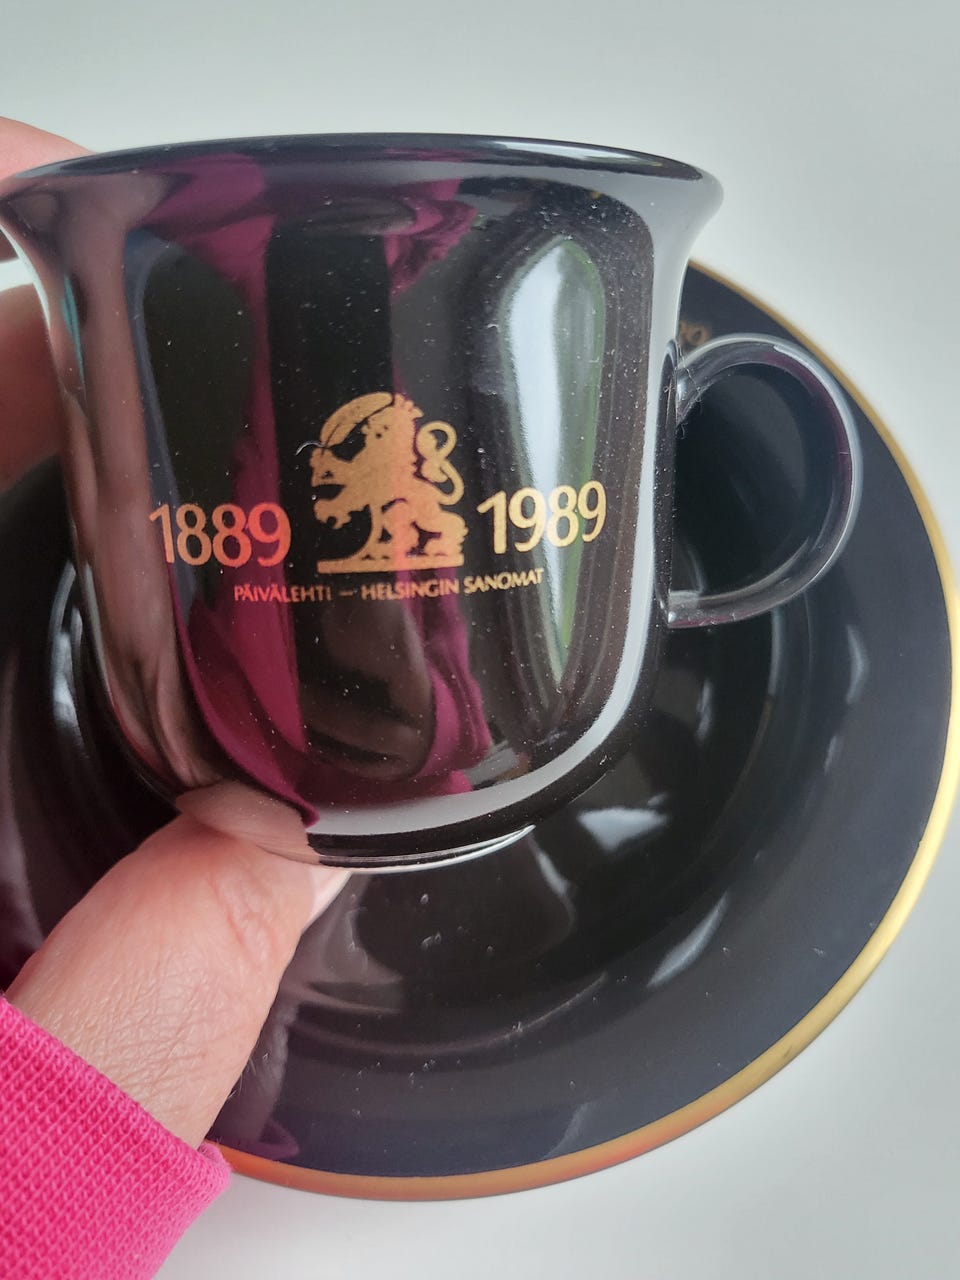 1889 1989
PÄIVÄLEHTI — HELSINGIN SANOMAT